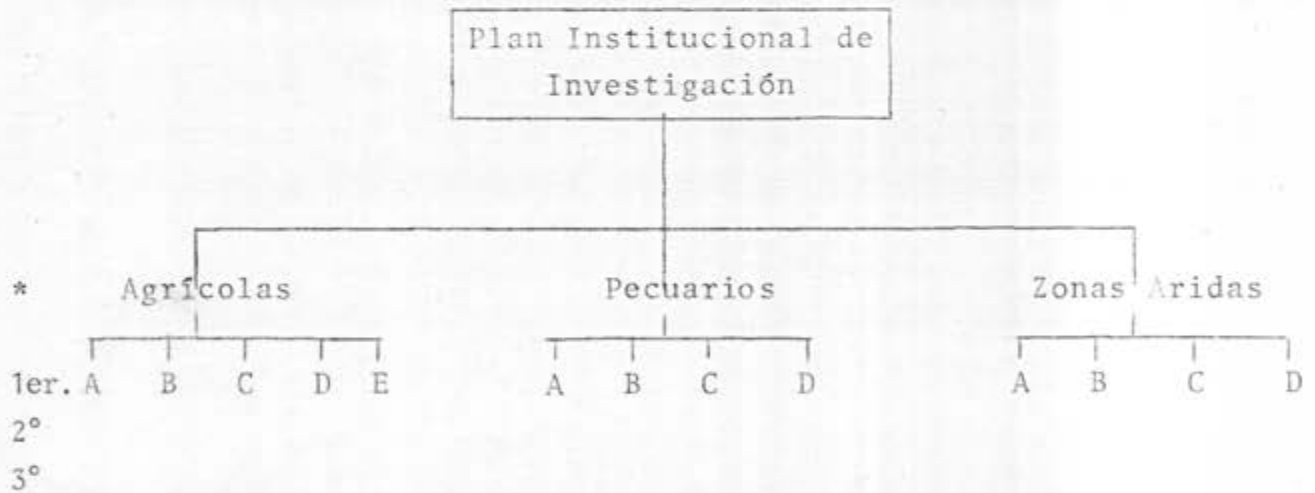 Plan Institucional de
Investigación
* Agrícolas Pecuarios Zonas Aridas
1er. A B C D E A B C D A B C D
2°
3°